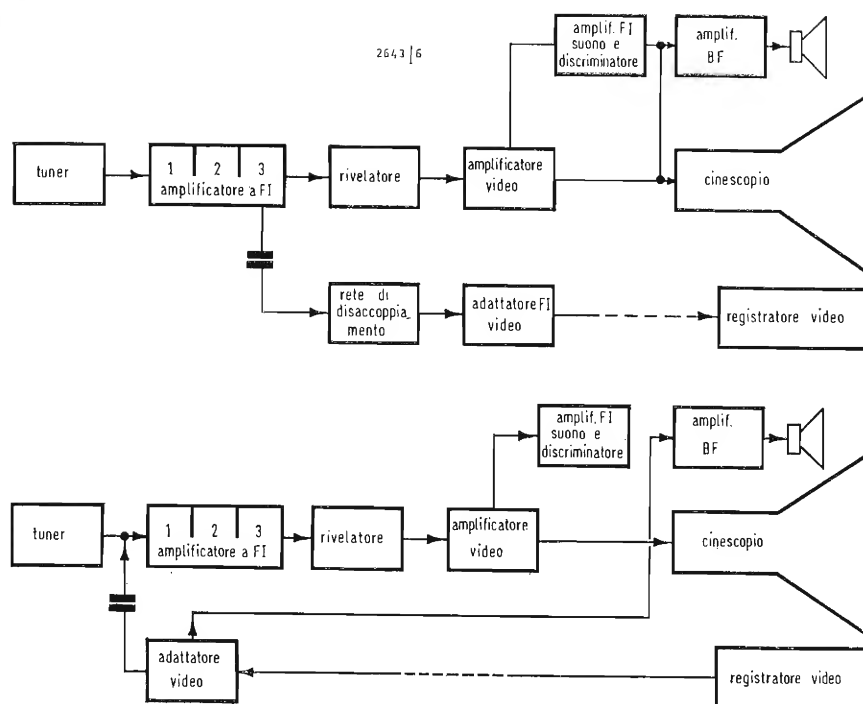 2643/6
amplif. FI
suono e
discriminatore
amplif.
BF
tuner
1 2 3
amplificatore a FI
rivelatore
amplificatore
video
cinescopio
rete di
disaccoppia_
mento
adattatore FI
video
registratore video
amplif. FI
suono e
discriminatore
amplif.
BF
tuner
1 2 3
amplificatore a FI
rivelatore
amplificatore
video
cinescopio
adattatore
video
registratore video